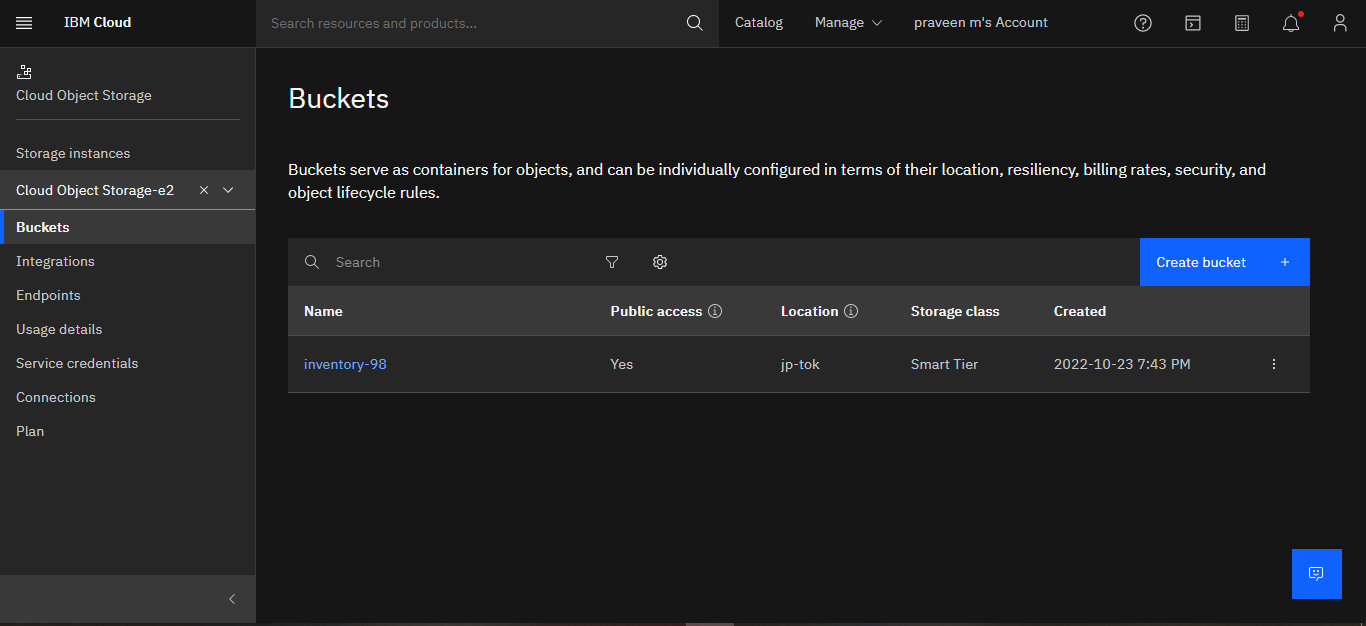 IBM Cloud
Search resources and products...
Catalog
Manage
praveen m's Account
Cloud Object Storage
Storage instances
Cloud Object Storage-e2
Buckets
Integrations
Endpoints
Usage details
Service credentials
Connections
Plan
Buckets
Buckets serve as containers for objects, and can be individually configured in terms of their location, resiliency, billing rates, security, and
object lifecycle rules.
Search
Create bucket +
Name Public access Location Storage class Created
inventory-98 Yes jp-tok Smart Tier 2022-10-23 7:43 PM